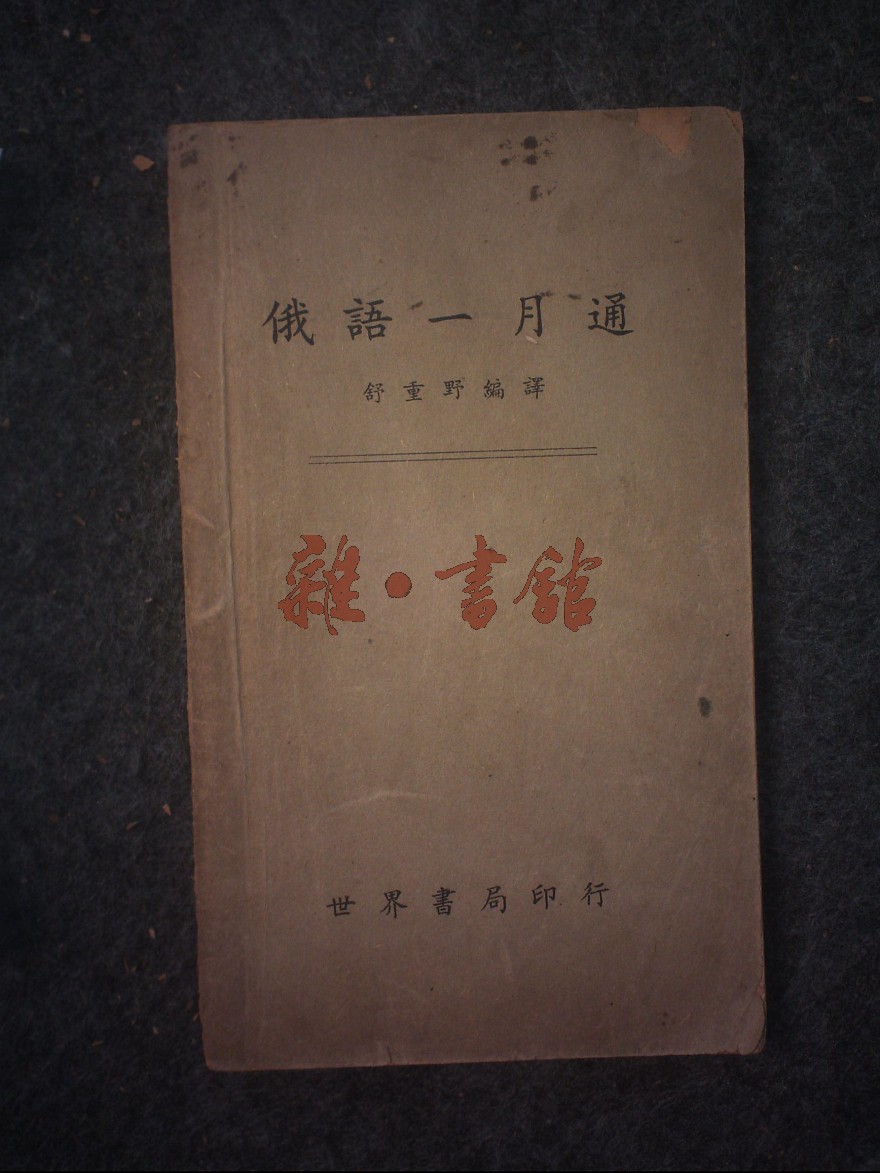 俄語一月通
舒重野編譯
雜·書館
世界書局印行